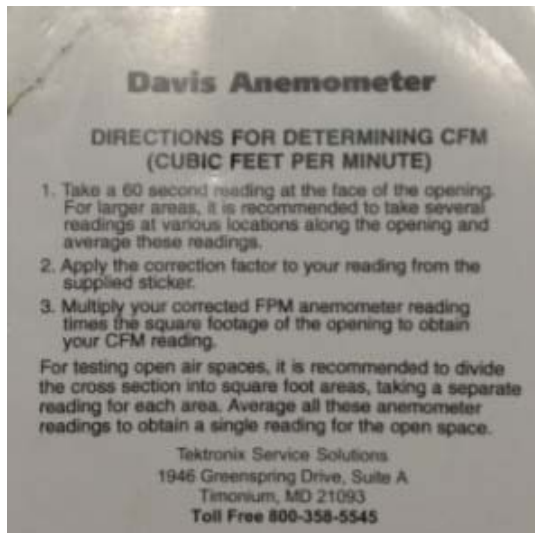 Davis Anemometer
DIRECTIONS FOR DETERMINING CFM
(CUBIC FEET PER MINUTE)
1. Take a 60 second reading at the face of the opening.
For larger areas, it is recommended to take several
readings at various locations along the opening and
average these readings.
2. Apply the correction factor to your reading from the
supplied sticker.
3. Multiply your corrected FPM anemometer reading
times the square footage of the opening to obtain
your CFM reading.
For testing open air spaces, it is recommended to divide
the cross section into square foot areas, taking a separate
reading for each area. Average all these anemometer
readings to obtain a single reading for the open space.
Tektronix Service Solutions
1946 Greenspring Drive, Suite A
Timonium, MD 21093
Toll Free 800-358-5545